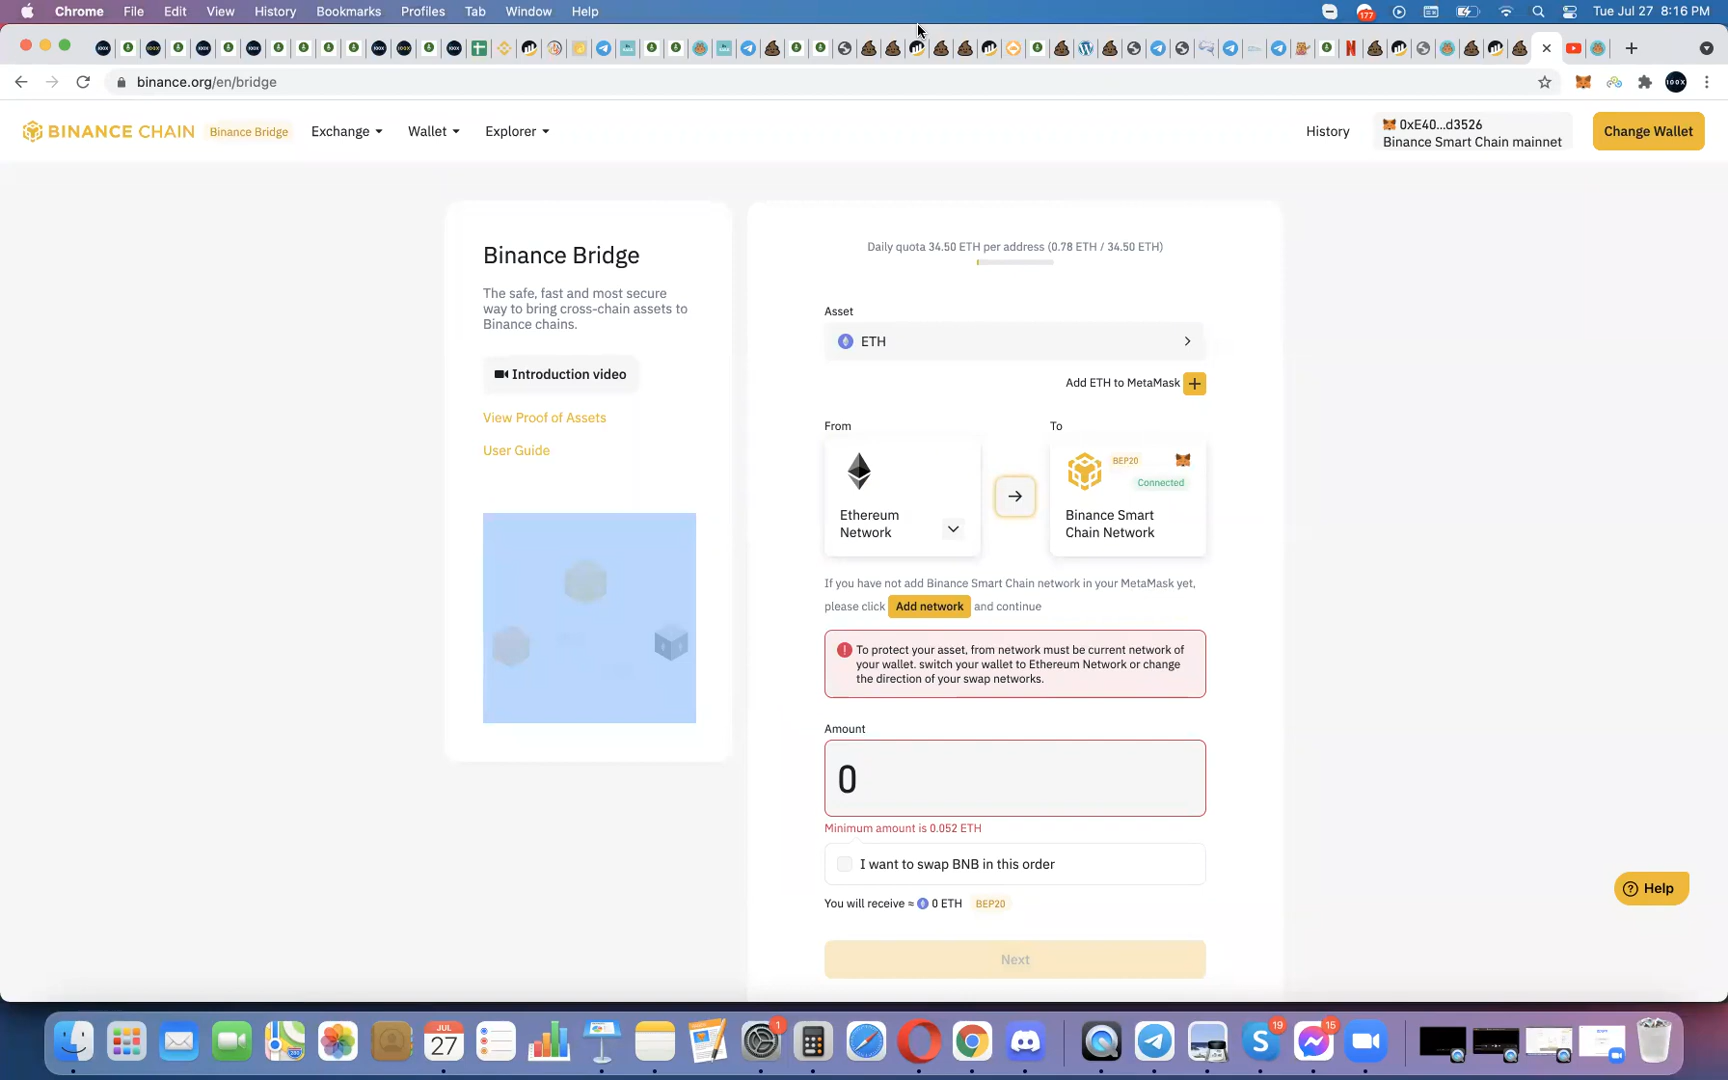 Chrome File Edit View History Bookmarks Profiles Tab Window Help
177
Tue Jul 27 8:16 PM
binance.org/en/bridge
100X
BINANCE CHAIN Binance Bridge Exchange Wallet Explorer
History
0xE40...d3526
Binance Smart Chain mainnet
Change Wallet
Binance Bridge
The safe, fast and most secure
way to bring cross-chain assets to
Binance chains.
Introduction video
View Proof of Assets
User Guide
Daily quota 34.50 ETH per address (0.78 ETH / 34.50 ETH)
Asset
ETH
Add ETH to MetaMask
From
To
BEP20
Connected
Ethereum
Network
Binance Smart
Chain Network
If you have not add Binance Smart Chain network in your MetaMask yet,
please click Add network and continue
To protect your asset, from network must be current network of
your wallet. switch your wallet to Ethereum Network or change
the direction of your swap networks.
Amount
0
Minimum amount is 0.052 ETH
I want to swap BNB in this order
You will receive ≈ 0 ETH BEP20
Next
Help
JUL
27
1
19
15